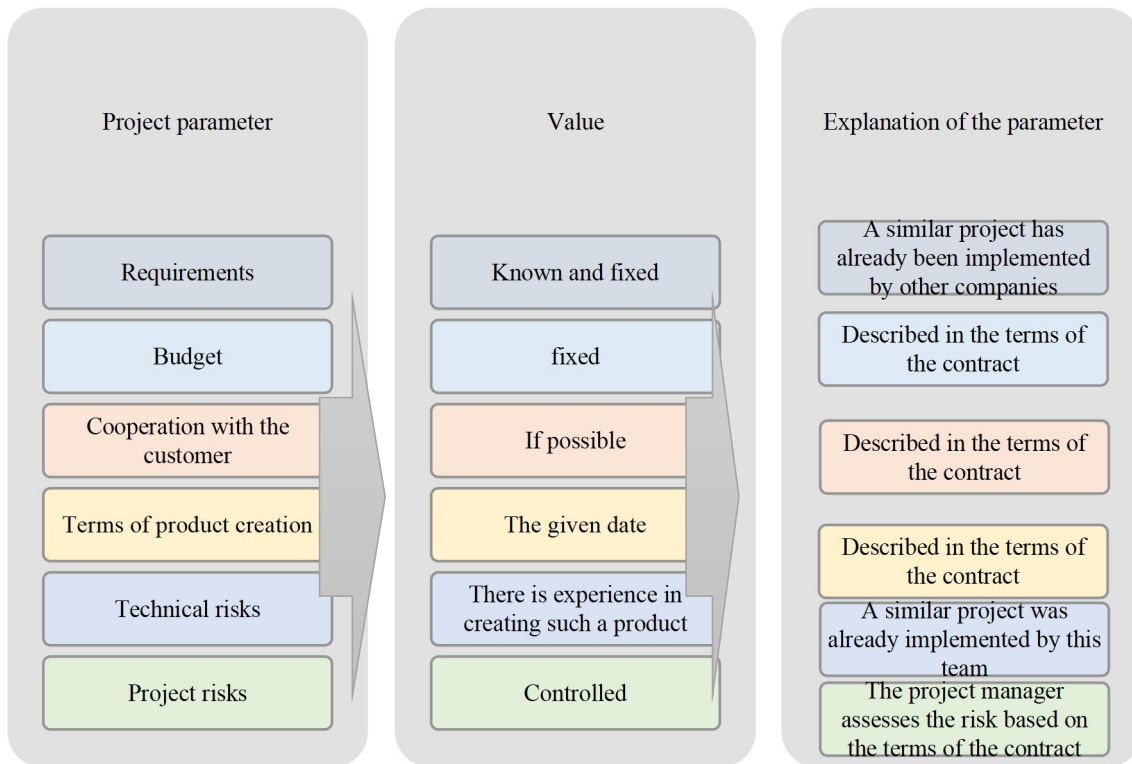 Project parameter
Requirements
Budget
Cooperation with the
customer
Terms of product creation
Technical risks
Project risks
Value
Known and fixed
fixed
If possible
The given date
There is experience in
creating such a product
Controlled
Explanation of the parameter
A similar project has
already been implemented
by other companies
Described in the terms of
the contract
Described in the terms of
the contract
Described in the terms of
the contract
A similar project was
already implemented by this
team
The project manager
assesses the risk based on
the terms of the contract